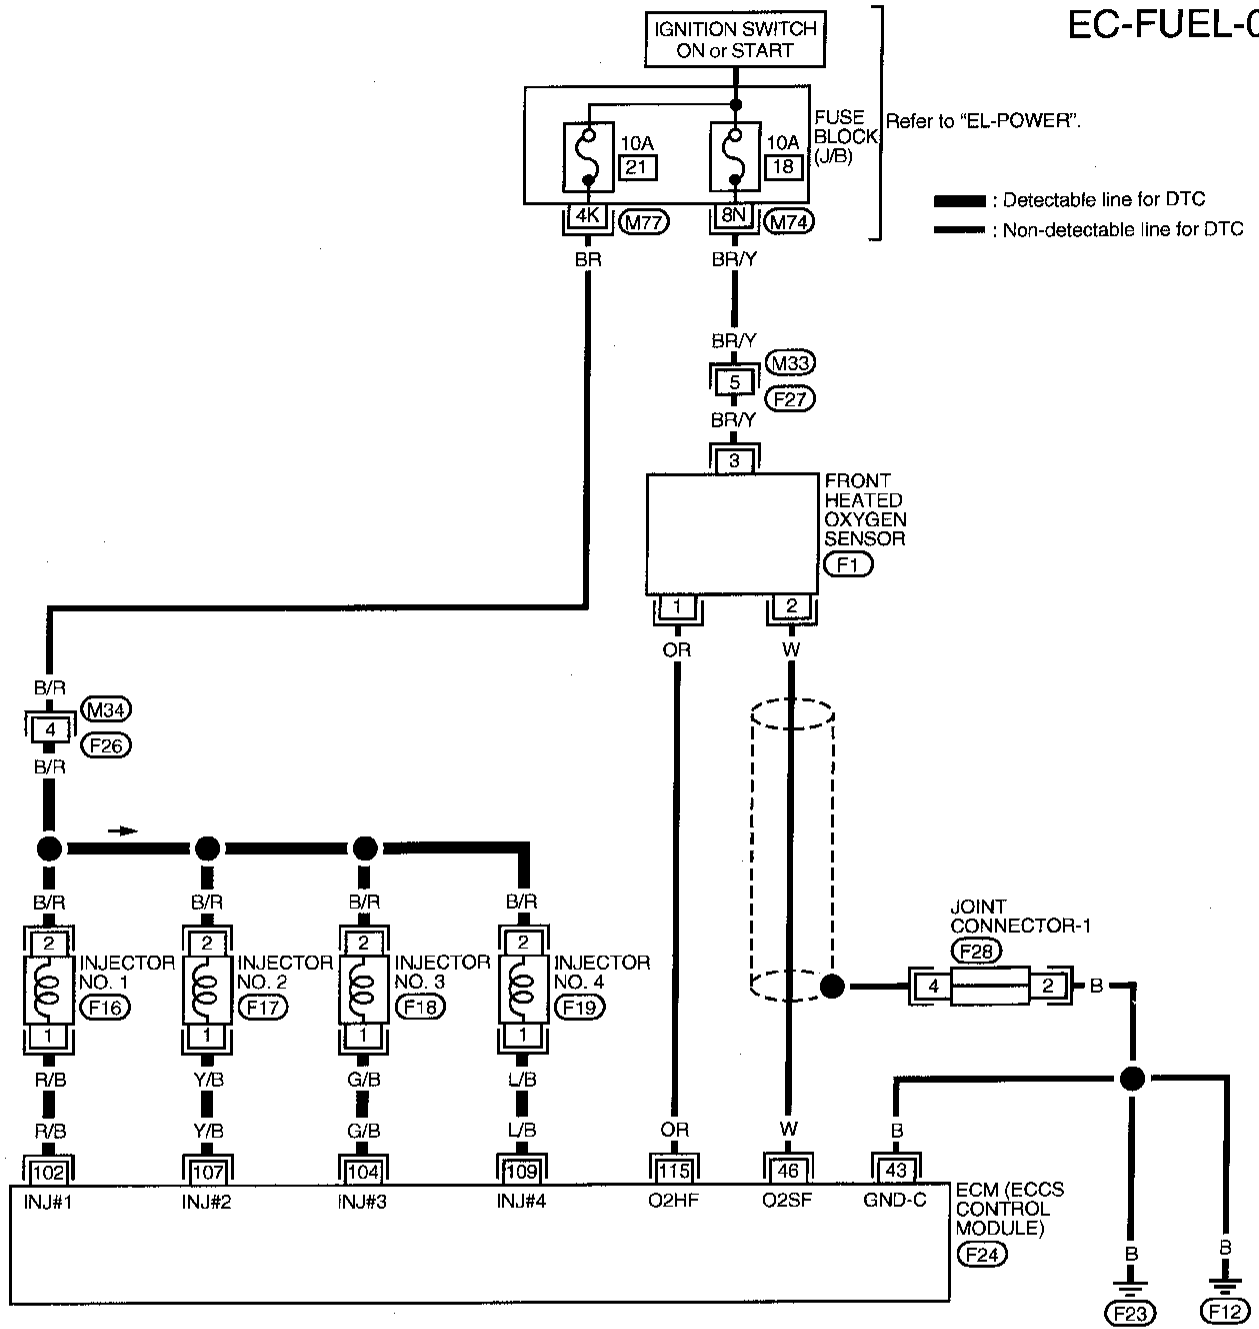 EC-FUEL-0
IGNITION SWITCH
ON or START
FUSE
BLOCK
(J/B)
Refer to "EL-POWER".
10A
21
10A
18
4K
M77
8N
M74
: Detectable line for DTC
: Non-detectable line for DTC
BR
BR/Y
BR/Y
5
M33
F27
BR/Y
3
FRONT
HEATED
OXYGEN
SENSOR
F1
1
2
OR
W
B/R
4
M34
F26
B/R
B/R
B/R
B/R
B/R
2
2
2
2
INJECTOR
NO. 1
F16
INJECTOR
NO. 2
F17
INJECTOR
NO. 3
F18
INJECTOR
NO. 4
F19
1
1
1
1
JOINT
CONNECTOR-1
F28
4
2
B
R/B
Y/B
G/B
L/B
R/B
Y/B
G/B
L/B
OR
W
B
102
107
104
109
115
46
43
INJ#1
INJ#2
INJ#3
INJ#4
O2HF
O2SF
GND-C
ECM (ECCS
CONTROL
MODULE)
F24
B
B
F23
F12